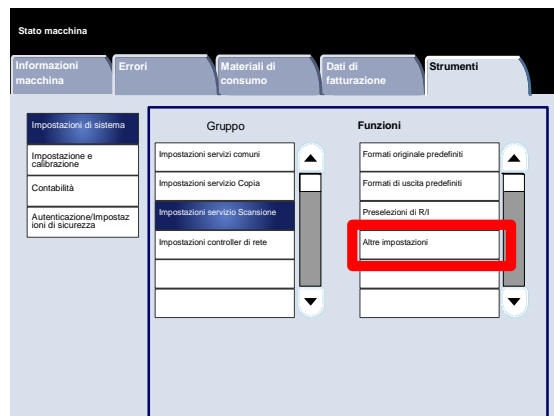 Stato macchina
Informazioni
macchina
Errori
Materiali di
consumo
Dati di
fatturazione
Strumenti
Impostazioni di sistema
Impostazione e
calibrazione
Contabilità
Autenticazione/Impostaz
ioni di sicurezza
Gruppo
Impostazioni servizi comuni
Impostazioni servizio Copia
Impostazioni servizio Scansione
Impostazioni controller di rete
Funzioni
Formati originale predefiniti
Formati di uscita predefiniti
Preselezioni di R/I
Altre impostazioni